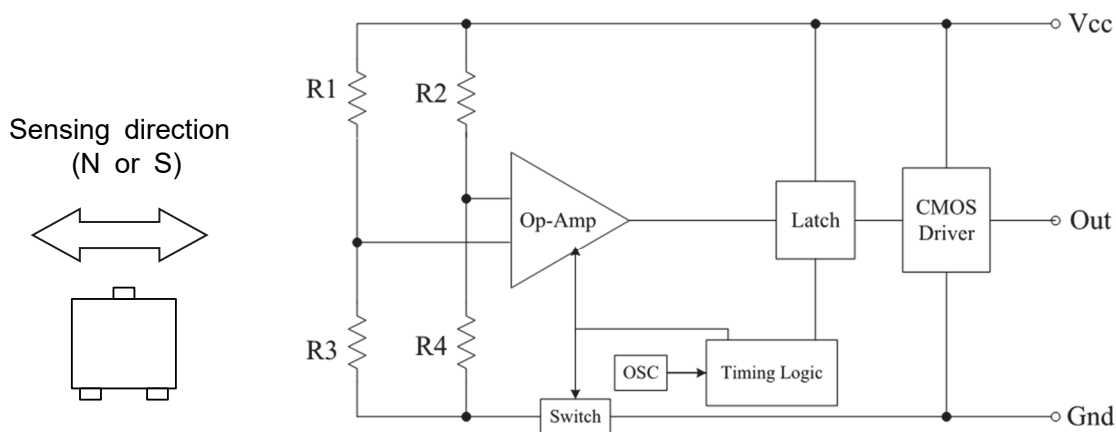 Sensing direction
(N or S)
Vcc
R1
R2
Op-Amp
Latch
CMOS
Driver
Out
R3
R4
OSC
Timing Logic
Switch
Gnd